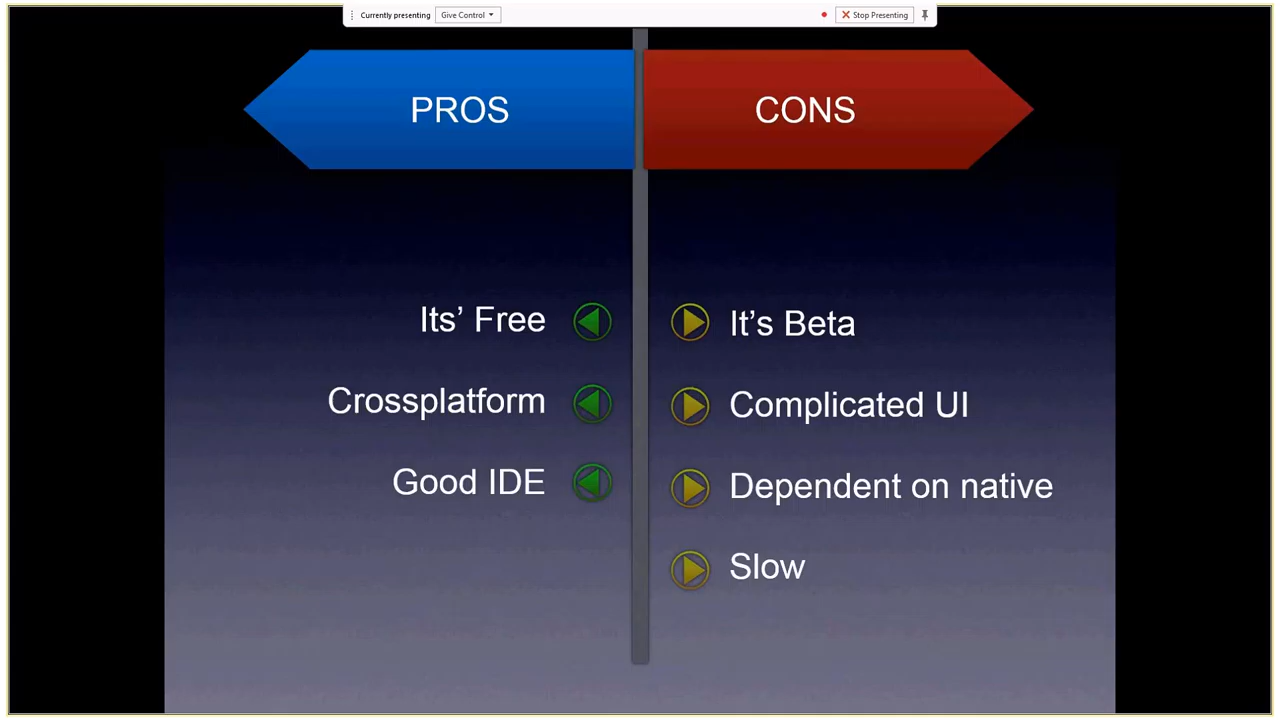 Currently presenting
Give Control
Stop Presenting
PROS
CONS
Its’ Free
Crossplatform
Good IDE
It’s Beta
Complicated UI
Dependent on native
Slow